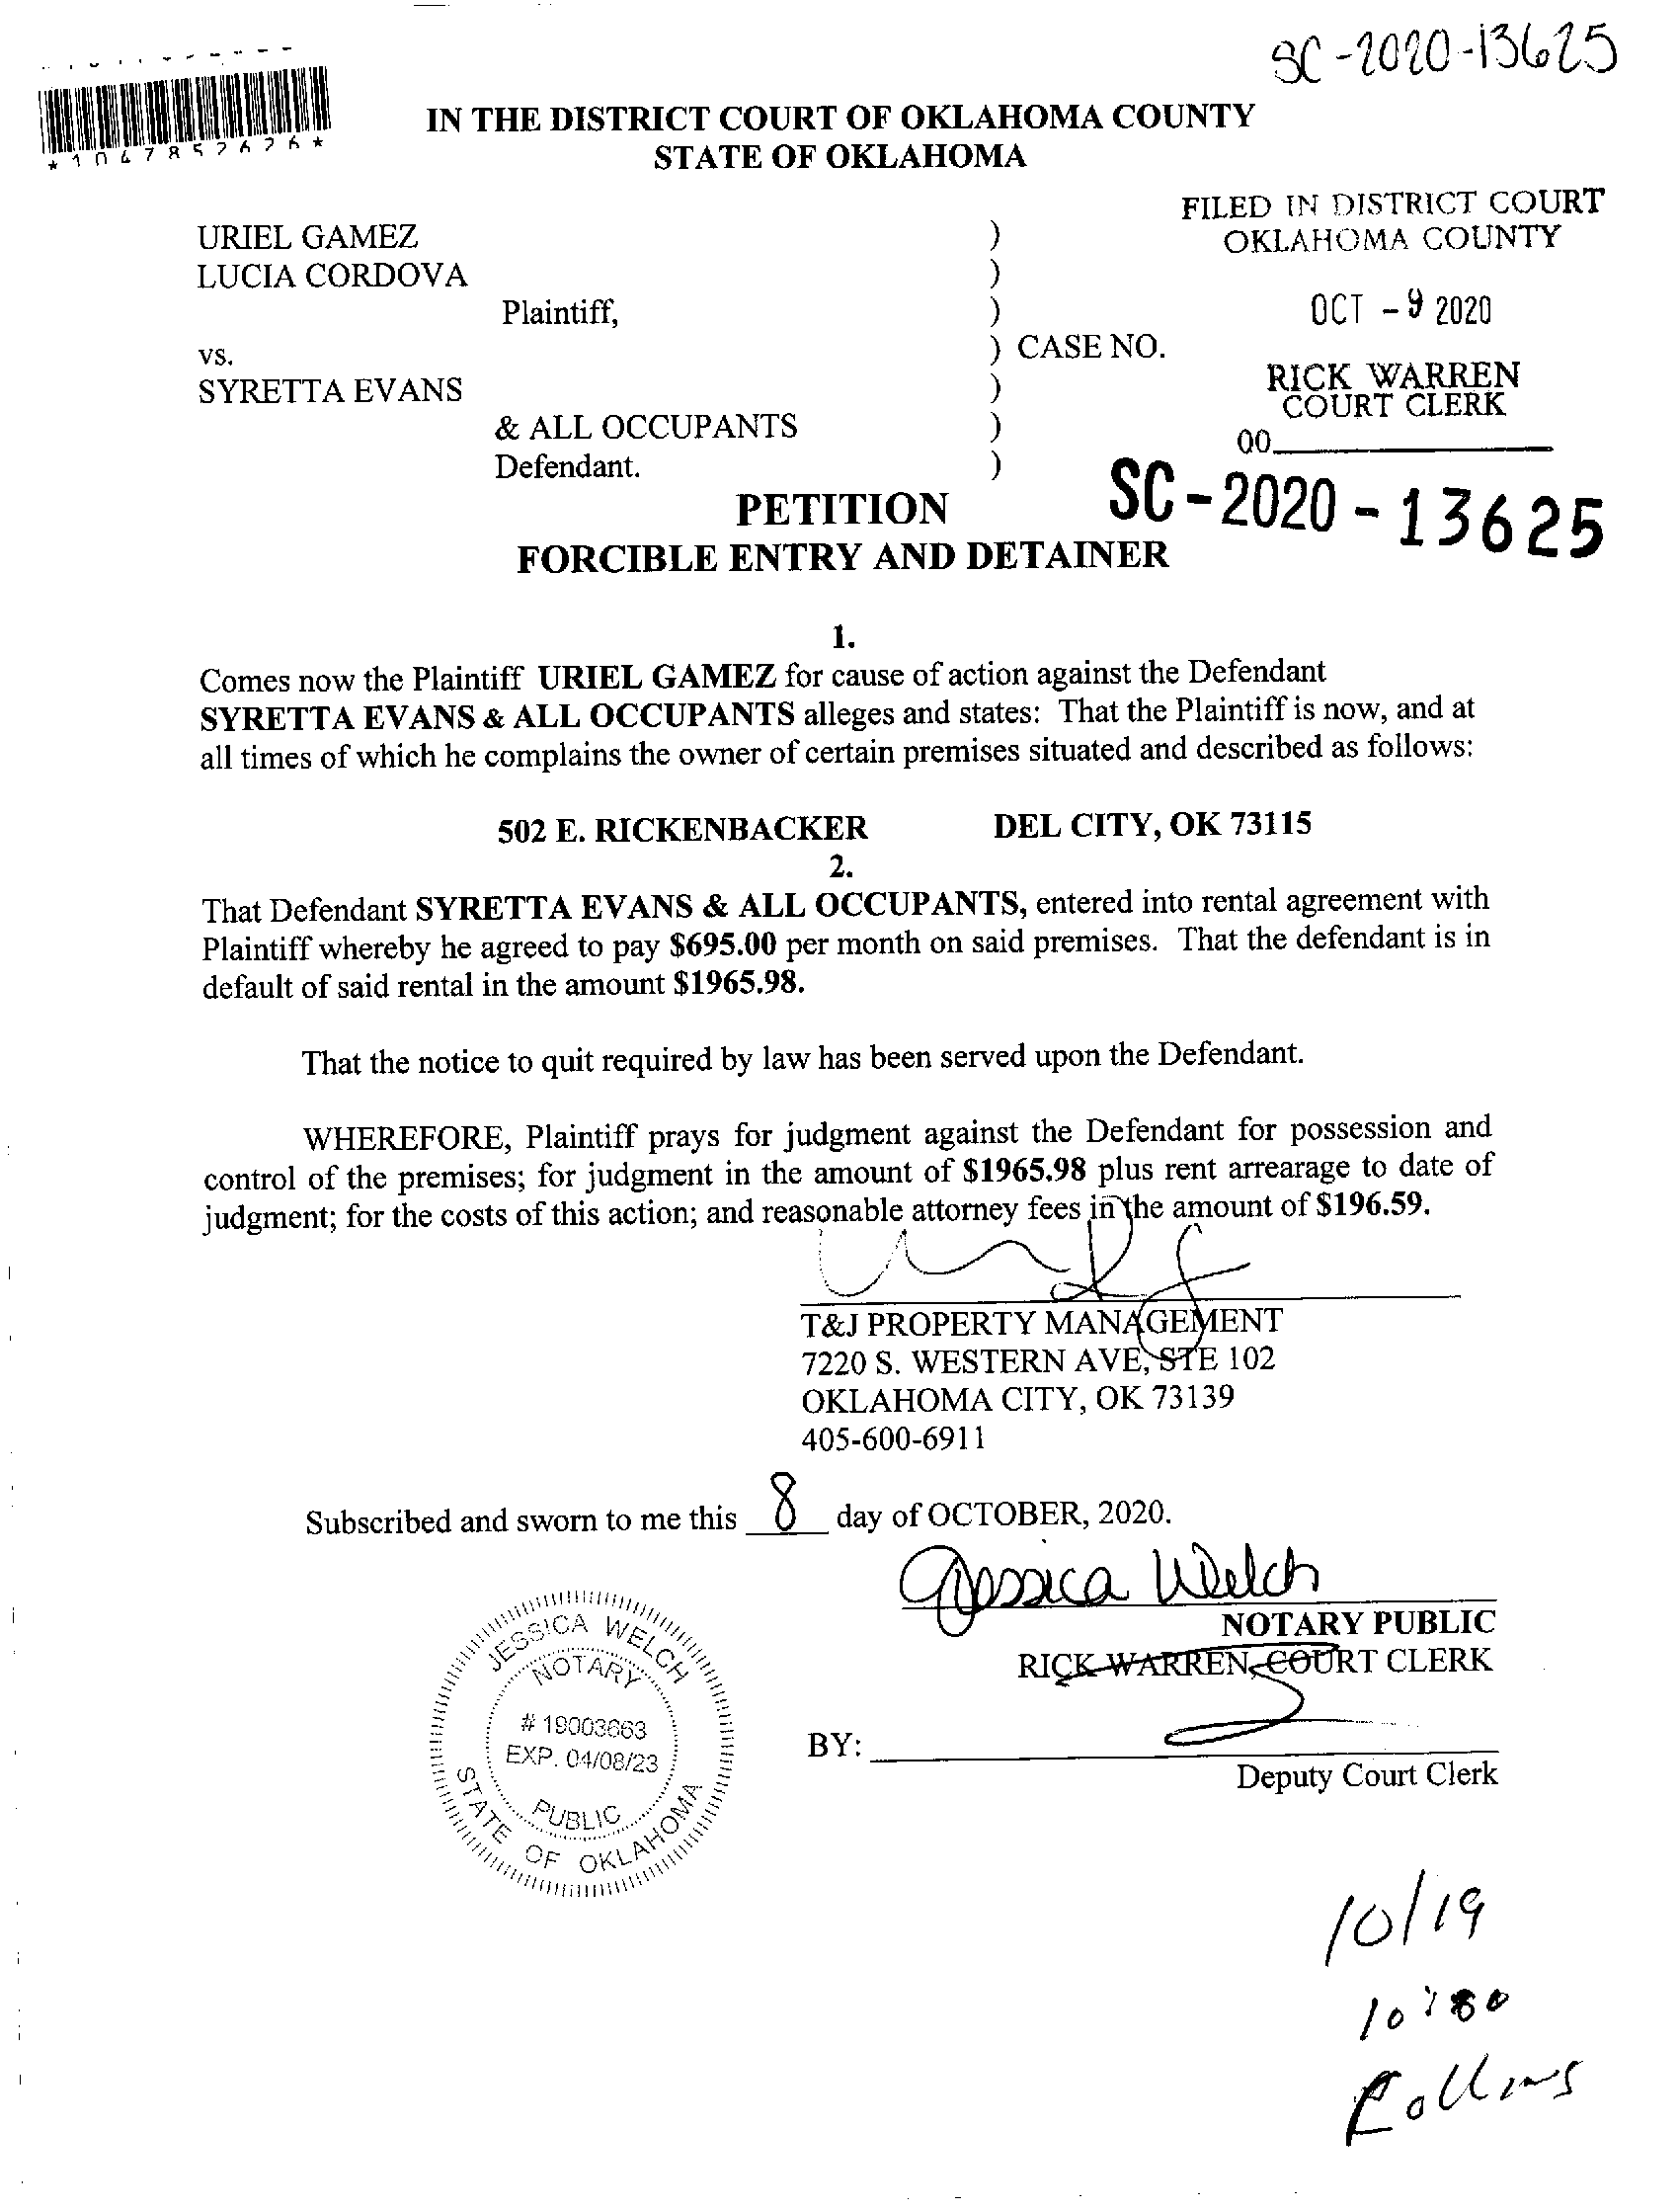 SC-2020-13625
*1047852626*
IN THE DISTRICT COURT OF OKLAHOMA COUNTY
STATE OF OKLAHOMA
FILED IN DISTRICT COURT
OKLAHOMA COUNTY
OCT - 9 2020
RICK WARREN
COURT CLERK
00
SC-2020-13625
URIEL GAMEZ )
LUCIA CORDOVA )
Plaintiff, )
vs. ) CASE NO.
SYRETTA EVANS )
& ALL OCCUPANTS )
Defendant. )
PETITION
FORCIBLE ENTRY AND DETAINER
1.
Comes now the Plaintiff URIEL GAMEZ for cause of action against the Defendant
SYRETTA EVANS & ALL OCCUPANTS alleges and states: That the Plaintiff is now, and at
all times of which he complains the owner of certain premises situated and described as follows:
502 E. RICKENBACKER DEL CITY, OK 73115
2.
That Defendant SYRETTA EVANS & ALL OCCUPANTS, entered into rental agreement with
Plaintiff whereby he agreed to pay $695.00 per month on said premises. That the defendant is in
default of said rental in the amount $1965.98.
That the notice to quit required by law has been served upon the Defendant.
WHEREFORE, Plaintiff prays for judgment against the Defendant for possession and
control of the premises; for judgment in the amount of $1965.98 plus rent arrearage to date of
judgment; for the costs of this action; and reasonable attorney fees in the amount of $196.59.
T&J PROPERTY MANAGEMENT
7220 S. WESTERN AVE, STE 102
OKLAHOMA CITY, OK 73139
405-600-6911
Subscribed and sworn to me this 8 day of OCTOBER, 2020.
Jessica Welch
NOTARY PUBLIC
RICK WARREN, COURT CLERK
BY:
Deputy Court Clerk
JESSICA WELCH
NOTARY
# 19003663
EXP. 04/08/23
PUBLIC
STATE OF OKLAHOMA
10/19
Collins